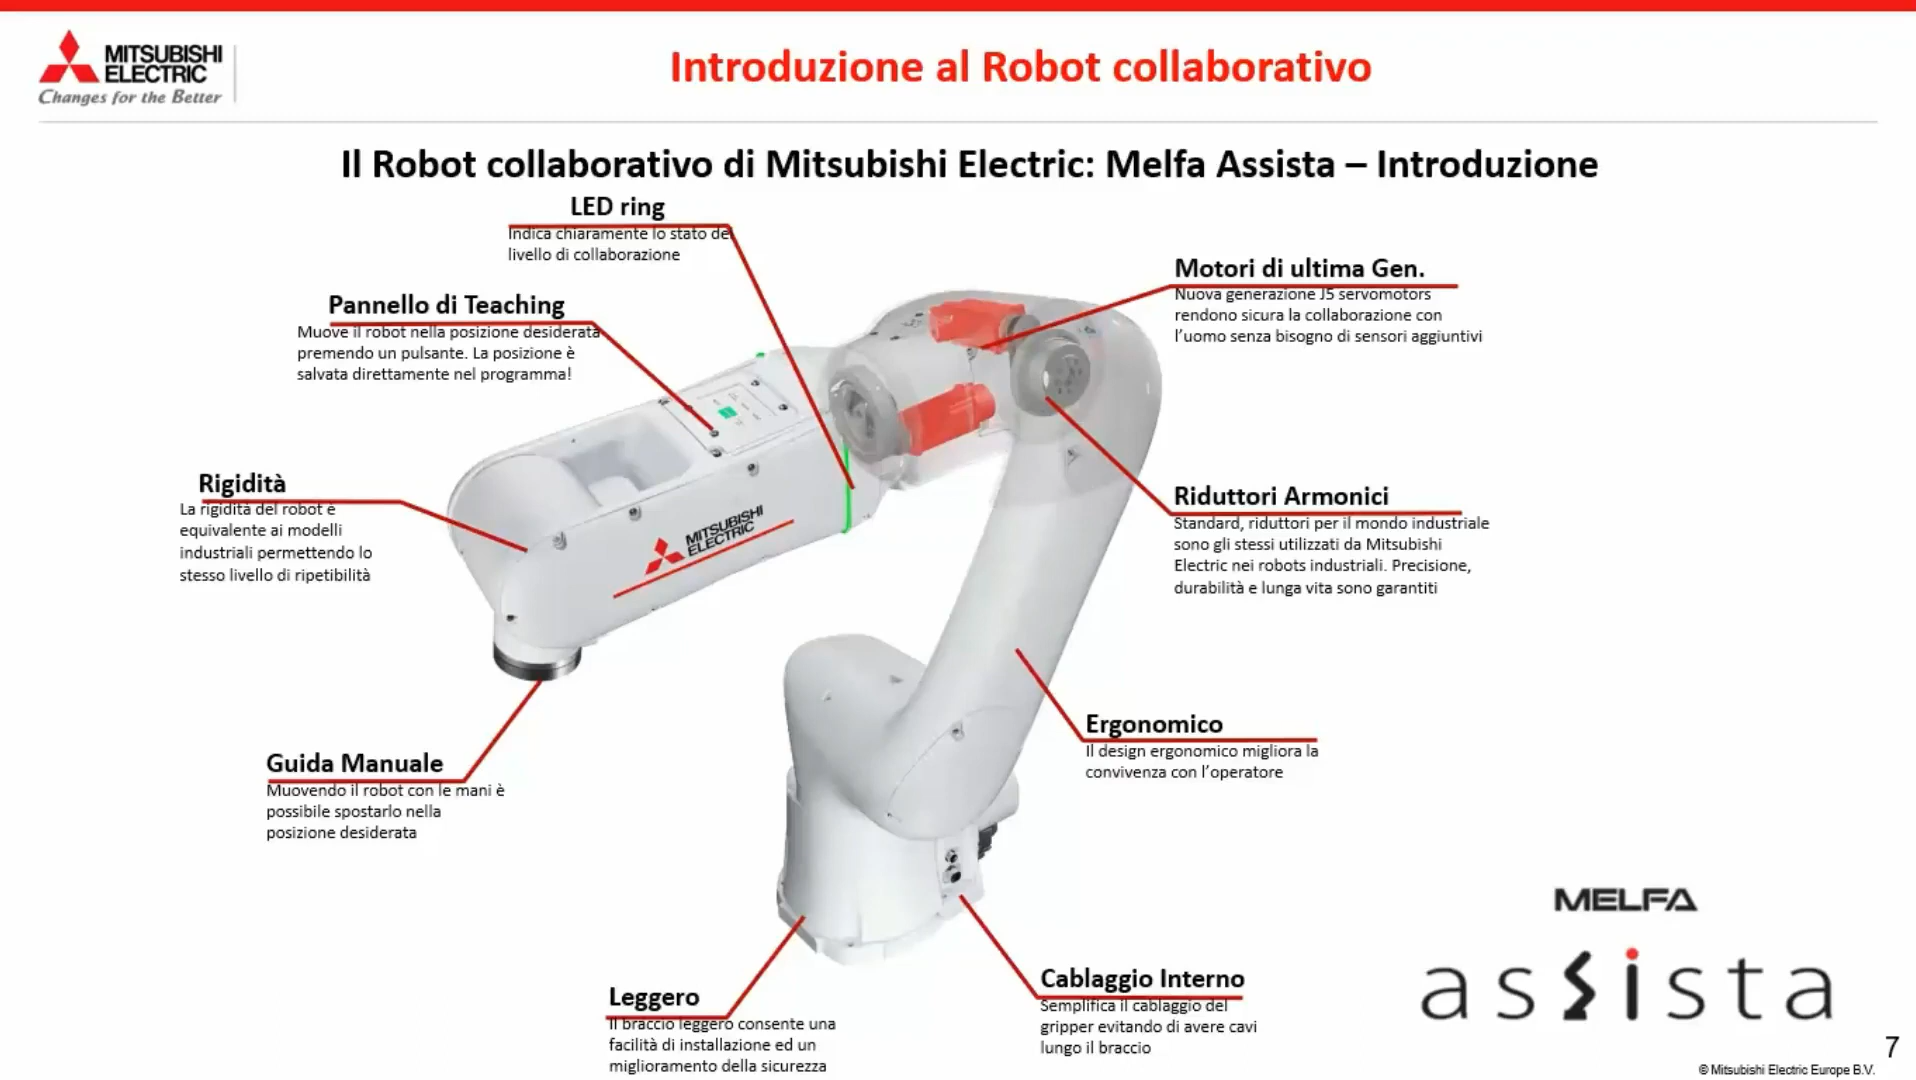 MITSUBISHI
ELECTRIC
Changes for the Better
Introduzione al Robot collaborativo
Il Robot collaborativo di Mitsubishi Electric: Melfa Assista – Introduzione
LED ring
Indica chiaramente lo stato del
livello di collaborazione
Pannello di Teaching
Muove il robot nella posizione desiderata
premendo un pulsante. La posizione è
salvata direttamente nel programma!
Rigidità
La rigidità del robot è
equivalente ai modelli
industriali permettendo lo
stesso livello di ripetibilità
Guida Manuale
Muovendo il robot con le mani è
possibile spostarlo nella
posizione desiderata
Leggero
Il braccio leggero consente una
facilità di installazione ed un
miglioramento della sicurezza
MITSUBISHI
ELECTRIC
Motori di ultima Gen.
Nuova generazione J5 servomotors
rendono sicura la collaborazione con
l’uomo senza bisogno di sensori aggiuntivi
Riduttori Armonici
Standard, riduttori per il mondo industriale
sono gli stessi utilizzati da Mitsubishi
Electric nei robots industriali. Precisione,
durabilità e lunga vita sono garantiti
Ergonomico
Il design ergonomico migliora la
convivenza con l’operatore
Cablaggio Interno
Semplifica il cablaggio del
gripper evitando di avere cavi
lungo il braccio
MELFA
assista
7
© Mitsubishi Electric Europe B.V.